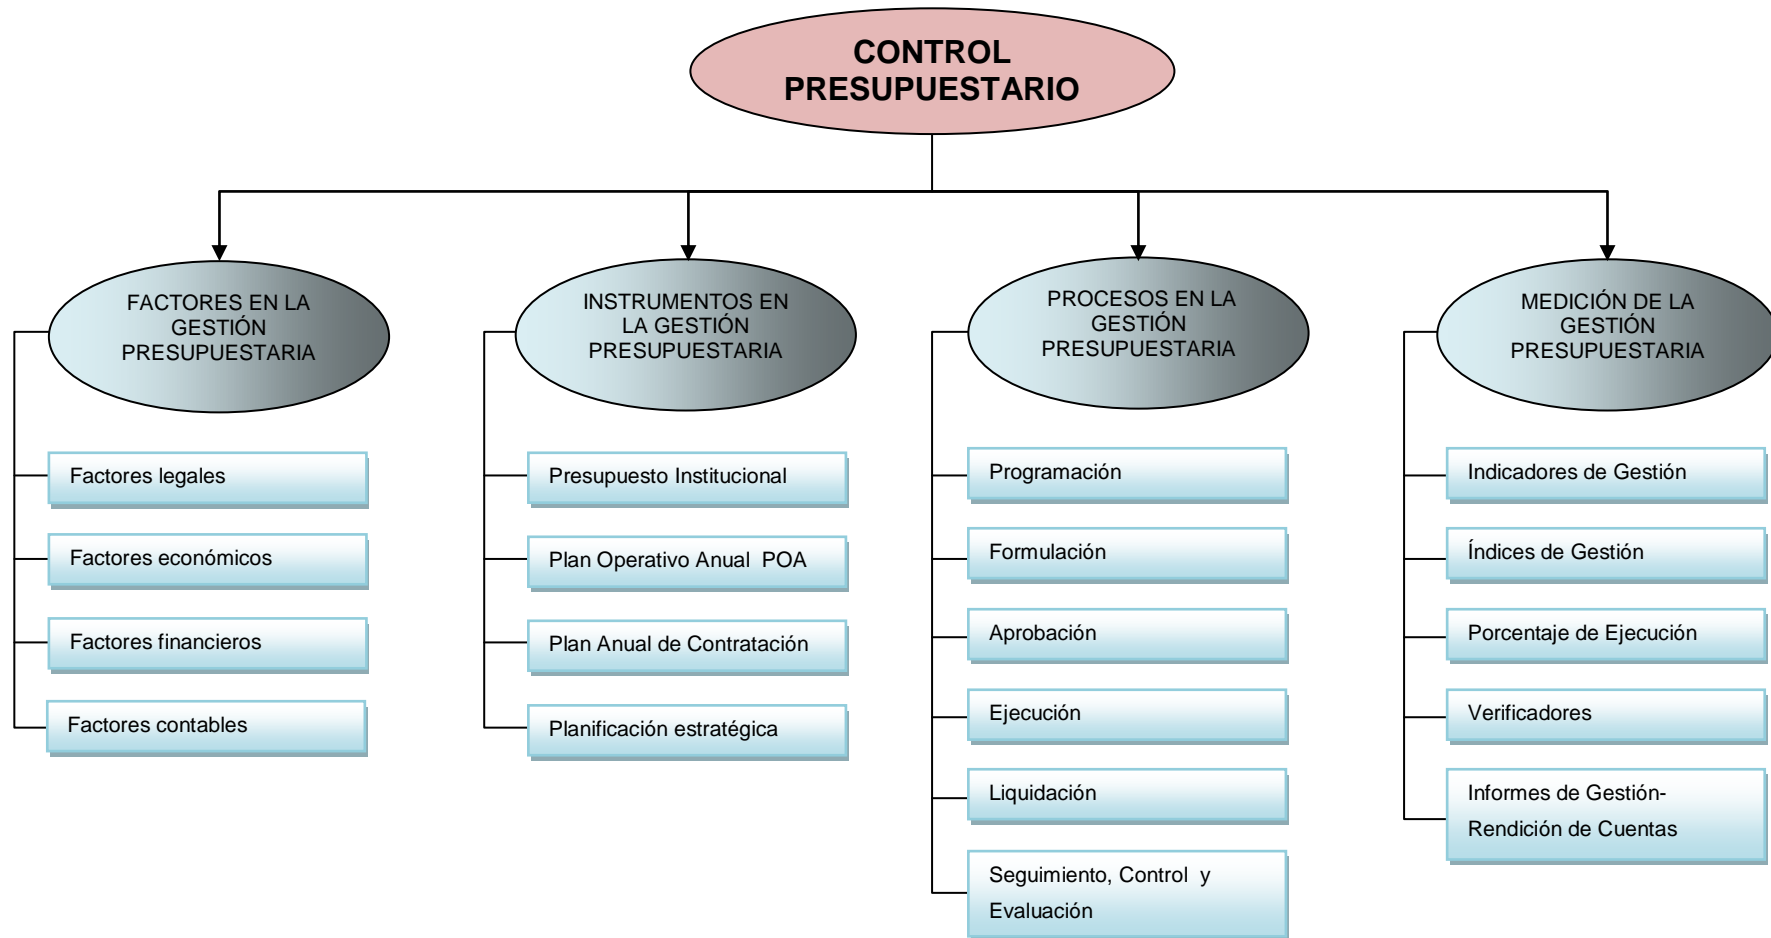 CONTROL
PRESUPUESTARIO
FACTORES EN LA
GESTIÓN
PRESUPUESTARIA
Factores legales
Factores económicos
Factores financieros
Factores contables
INSTRUMENTOS EN
LA GESTIÓN
PRESUPUESTARIA
Presupuesto Institucional
Plan Operativo Anual POA
Plan Anual de Contratación
Planificación estratégica
PROCESOS EN LA
GESTIÓN
PRESUPUESTARIA
Programación
Formulación
Aprobación
Ejecución
Liquidación
Seguimiento, Control y
Evaluación
MEDICIÓN DE LA
GESTIÓN
PRESUPUESTARIA
Indicadores de Gestión
Índices de Gestión
Porcentaje de Ejecución
Verificadores
Informes de Gestión-
Rendición de Cuentas